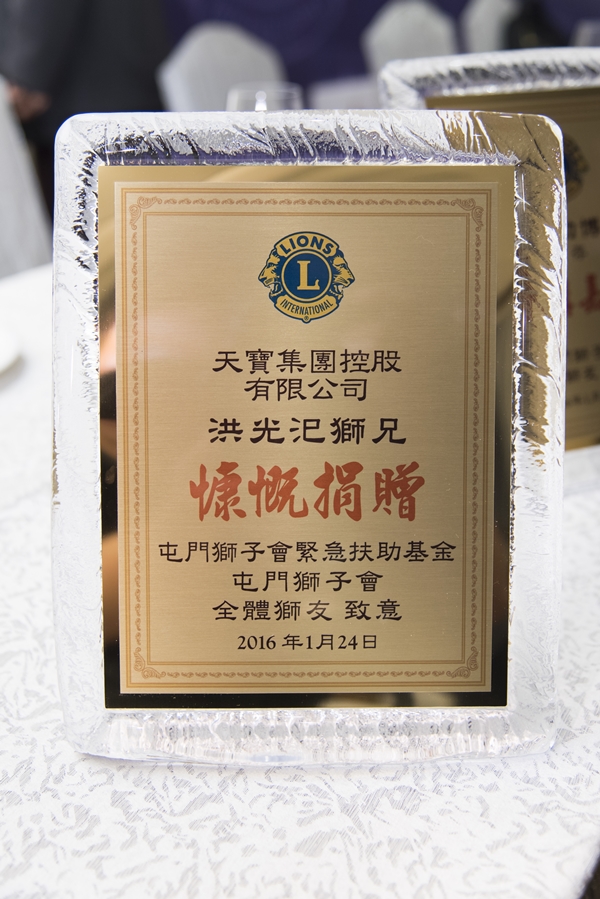 LIONS
L
INTERNATIONAL
天寶集團控股
有限公司
洪光汜獅兄
慷慨捐贈
屯門獅子會緊急扶助基金
屯門獅子會
全體獅友 致意
2016 年1月24日